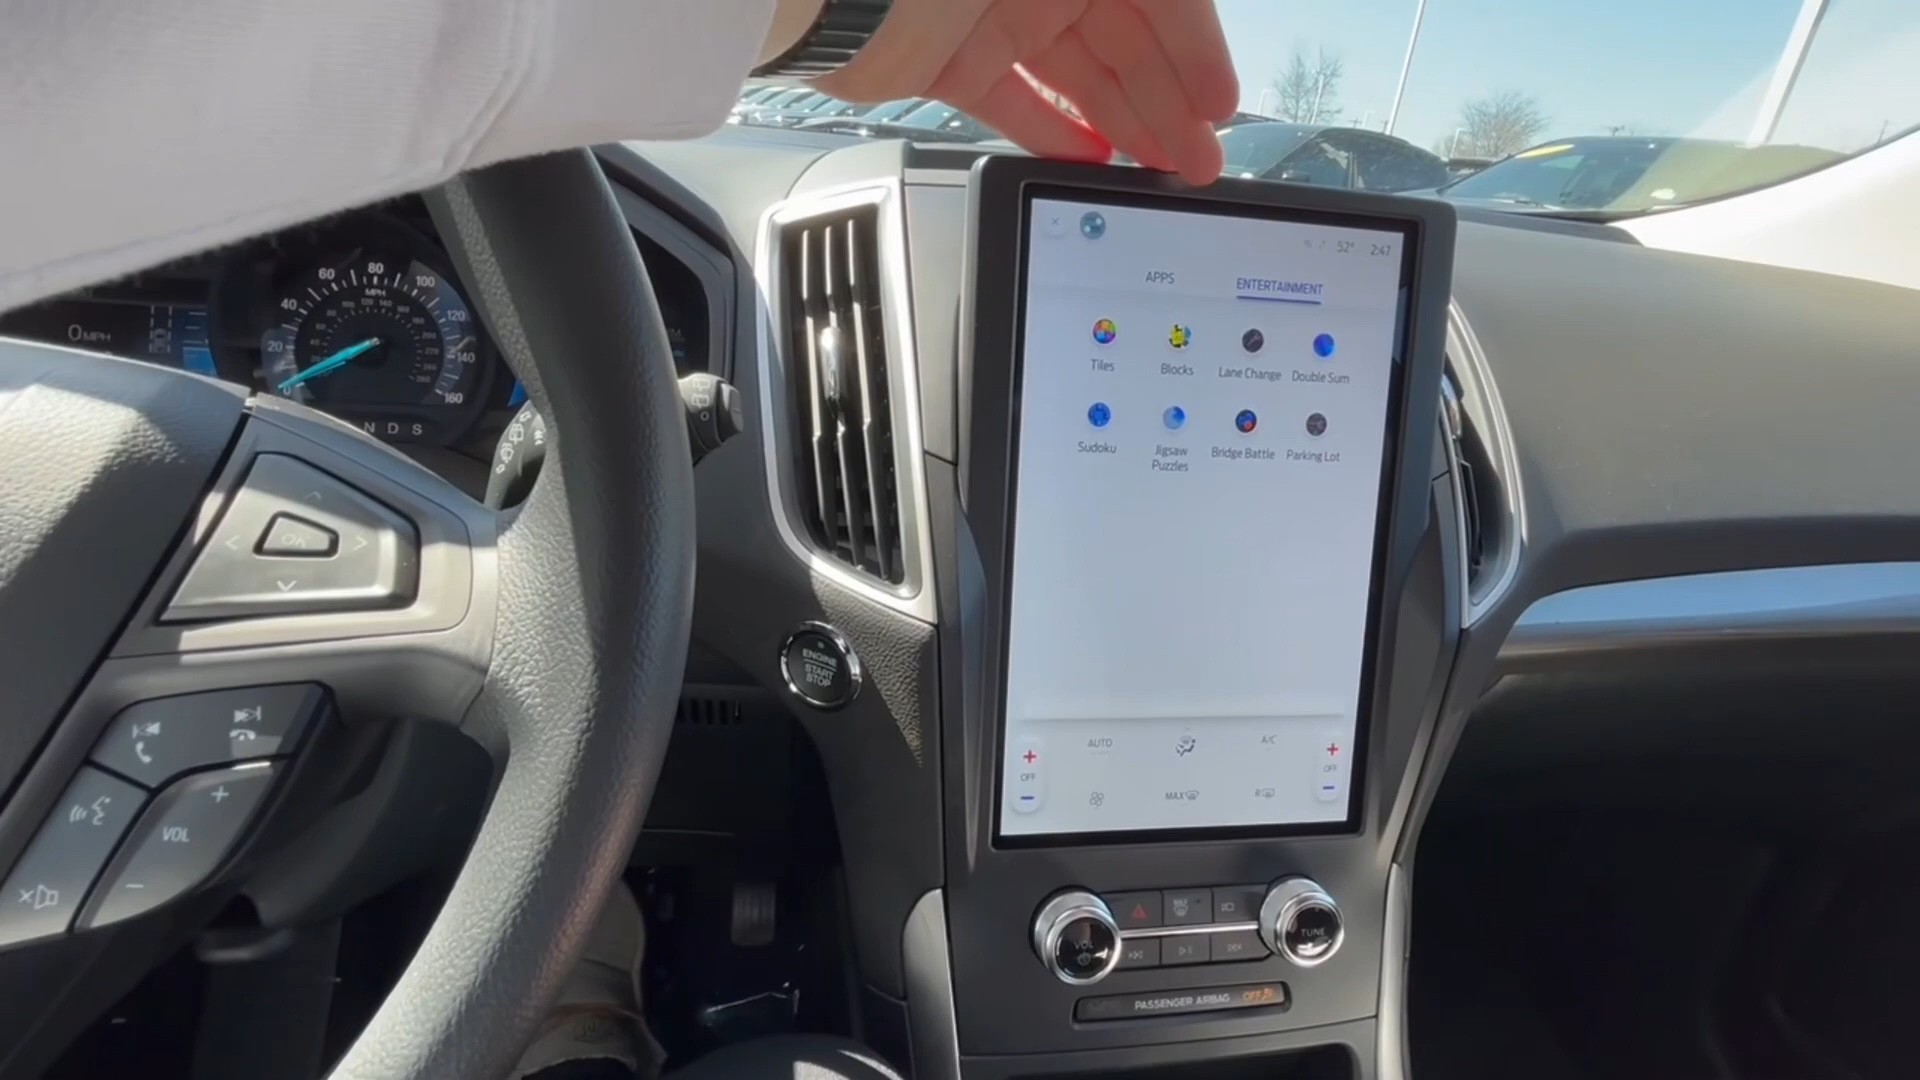 52° 2:47
APPS ENTERTAINMENT
Tiles Blocks Lane Change Double Sum
Sudoku Jigsaw Puzzles Bridge Battle Parking Lot
AUTO A/C
OFF OFF
MAX R
0 MPH
0 20 40 60 80 100 120 140 160
MPH
N D S
OK
ENGINE
START
STOP
+
VOL
−
VOL
MAX
TUNE
PASSENGER AIRBAG OFF